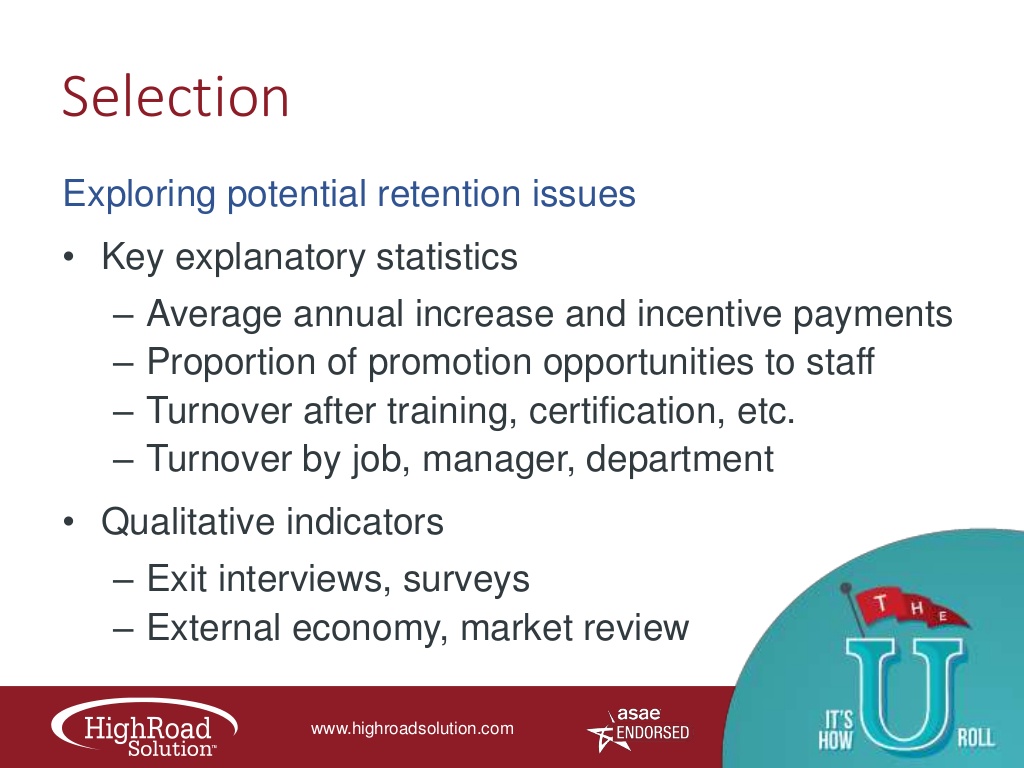 Selection
Exploring potential retention issues
• Key explanatory statistics
– Average annual increase and incentive payments
– Proportion of promotion opportunities to staff
– Turnover after training, certification, etc.
– Turnover by job, manager, department
• Qualitative indicators
– Exit interviews, surveys
– External economy, market review
HighRoad
Solution™
www.highroadsolution.com
asae
ENDORSED
THE
U
IT'S
HOW
ROLL